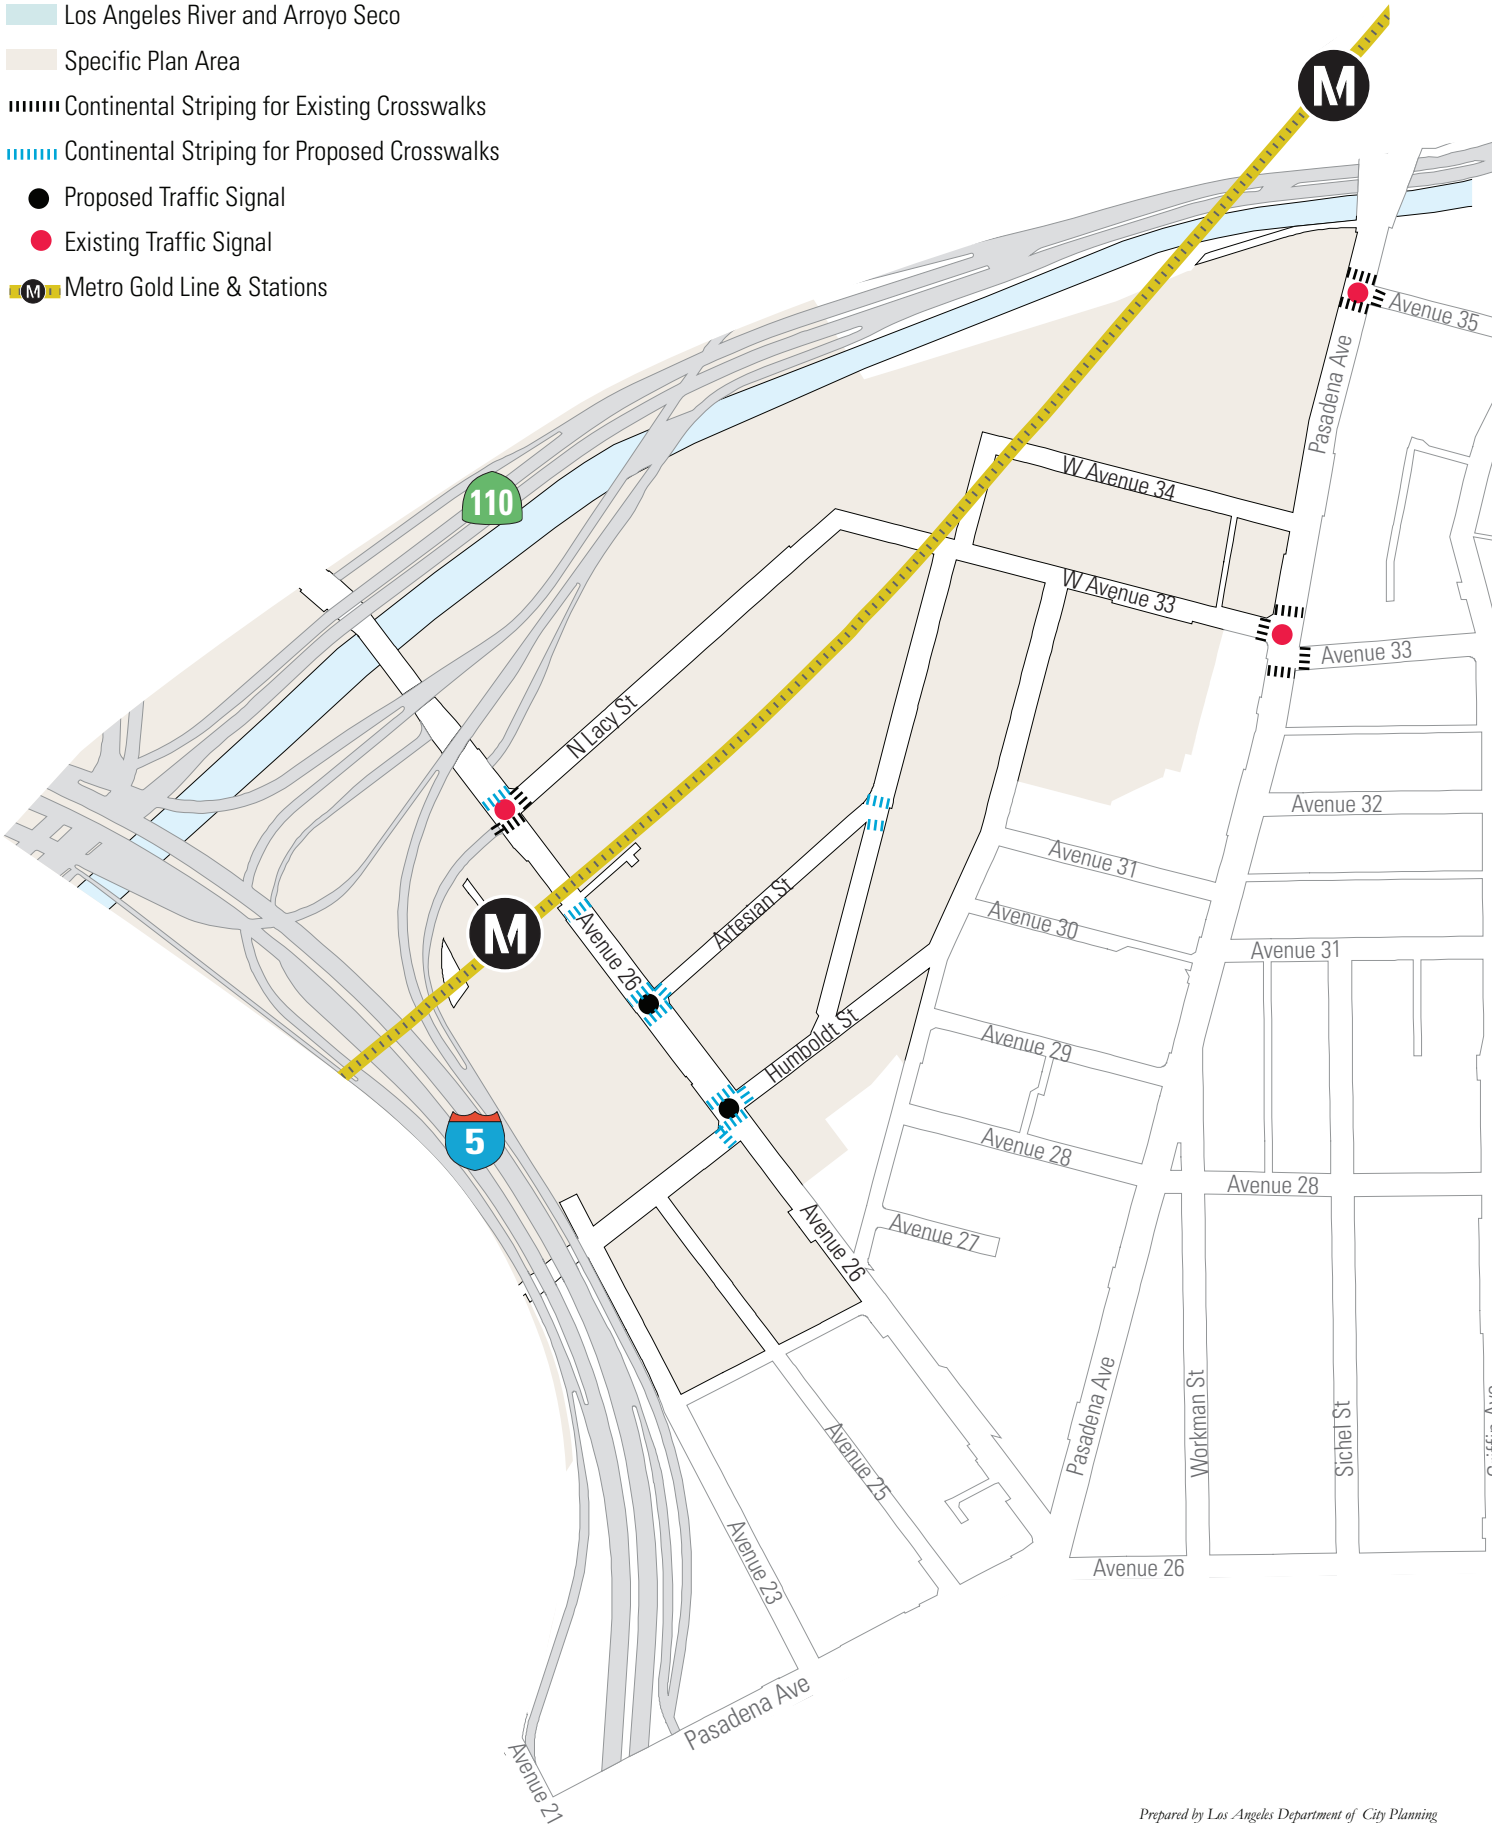 Los Angeles River and Arroyo Seco
Specific Plan Area
Continental Striping for Existing Crosswalks
Continental Striping for Proposed Crosswalks
Proposed Traffic Signal
Existing Traffic Signal
M Metro Gold Line & Stations
M
Avenue 35
Pasadena Ave
W Avenue 34
110
W Avenue 33
Avenue 33
N Lacy St
Avenue 32
Avenue 31
Artesian St
Avenue 30
M
Avenue 26
Avenue 31
Humboldt St
Avenue 29
5
Avenue 28
Avenue 28
Avenue 27
Avenue 26
Pasadena Ave
Workman St
Sichel St
Avenue 25
Avenue 23
Avenue 26
Pasadena Ave
Avenue 21
Prepared by Los Angeles Department of City Planning